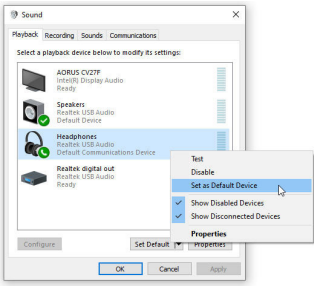 Sound
Playback Recording Sounds Communications
Select a playback device below to modify its settings:
AORUS CV27F
Intel(R) Display Audio
Ready
Speakers
Realtek USB Audio
Default Device
Headphones
Realtek USB Audio
Default Communications Device
Realtek digital out
Realtek USB Audio
Ready
Test
Disable
Set as Default Device
Show Disabled Devices
Show Disconnected Devices
Properties
Configure Set Default Properties
OK Cancel Apply